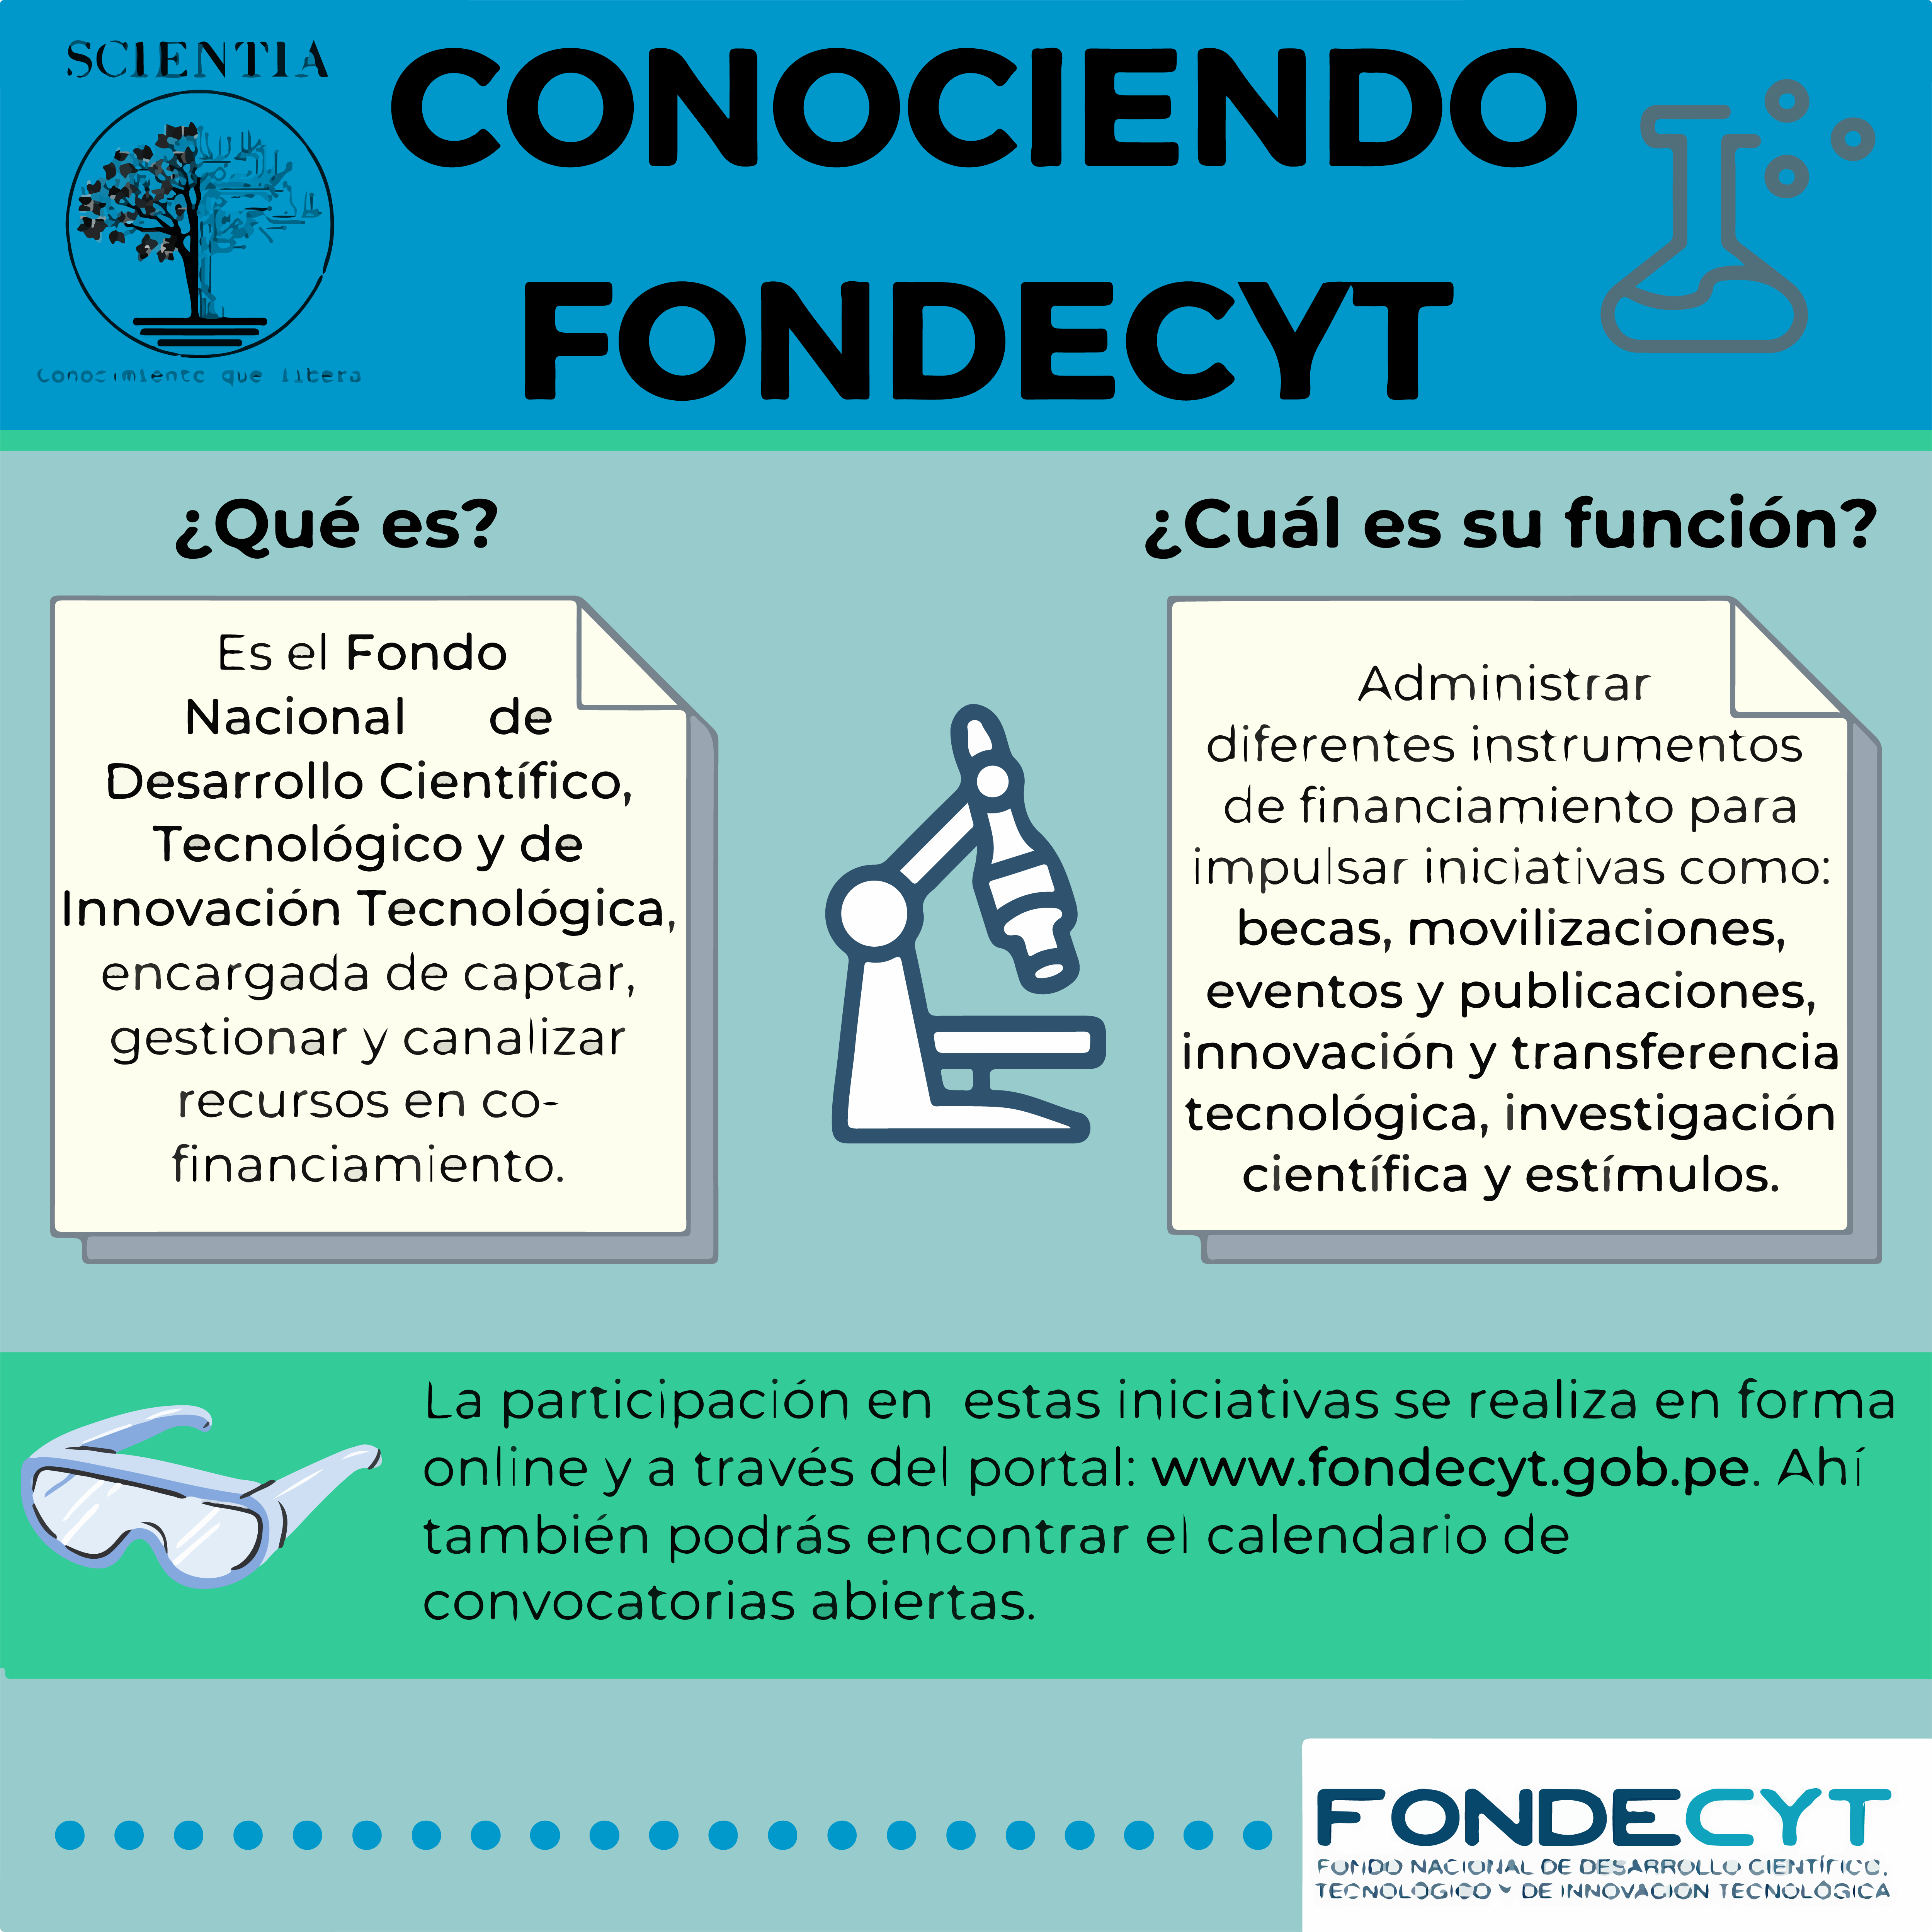 SCIENTIA
Conocimiento que libera
CONOCIENDO
FONDECYT
¿Qué es?
Es el Fondo
Nacional de
Desarrollo Científico,
Tecnológico y de
Innovación Tecnológica,
encargada de captar,
gestionar y canalizar
recursos en co-
financiamiento.
¿Cuál es su función?
Administrar
diferentes instrumentos
de financiamiento para
impulsar iniciativas como:
becas, movilizaciones,
eventos y publicaciones,
innovación y transferencia
tecnológica, investigación
científica y estímulos.
La participación en estas iniciativas se realiza en forma
online y a través del portal: www.fondecyt.gob.pe. Ahí
también podrás encontrar el calendario de
convocatorias abiertas.
FONDECYT
FONDO NACIONAL DE DESARROLLO CIENTÍFICO,
TECNOLÓGICO Y DE INNOVACIÓN TECNOLÓGICA